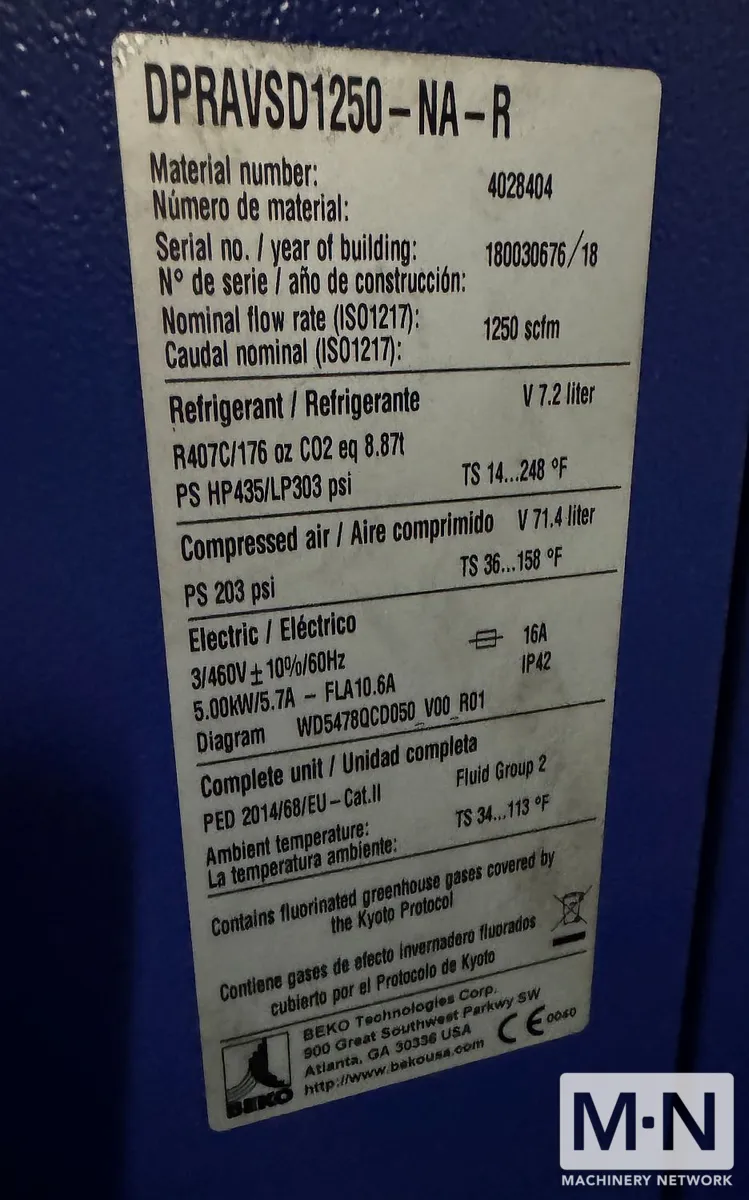 DPRAVSD1250-NA-R
Material number:
Número de material:
4028404
Serial no. / year of building:
N° de serie / año de construcción:
180030676/18
Nominal flow rate (ISO1217):
Caudal nominal (ISO1217):
1250 scfm
Refrigerant / Refrigerante V 7.2 liter
R407C/176 oz CO2 eq 8.87t
PS HP435/LP303 psi TS 14...248 °F
Compressed air / Aire comprimido V 71.4 liter
PS 203 psi TS 36...158 °F
Electric / Eléctrico 16A
3/460V±10%/60Hz IP42
5.00kW/5.7A - FLA10.6A
Diagram WD5478QCD050_V00_R01
Complete unit / Unidad completa
PED 2014/68/EU-Cat.II Fluid Group 2
Ambient temperature:
La temperatura ambiente:
TS 34...113 °F
Contains fluorinated greenhouse gases covered by
the Kyoto Protocol
Contiene gases de efecto invernadero fluorados
cubierto por el Protocolo de Kyoto
BEKO
BEKO Technologies Corp.
900 Great Southwest Parkwy SW
Atlanta, GA 30336 USA
http://www.bekousa.com
CE 0040
M·N
MACHINERY NETWORK